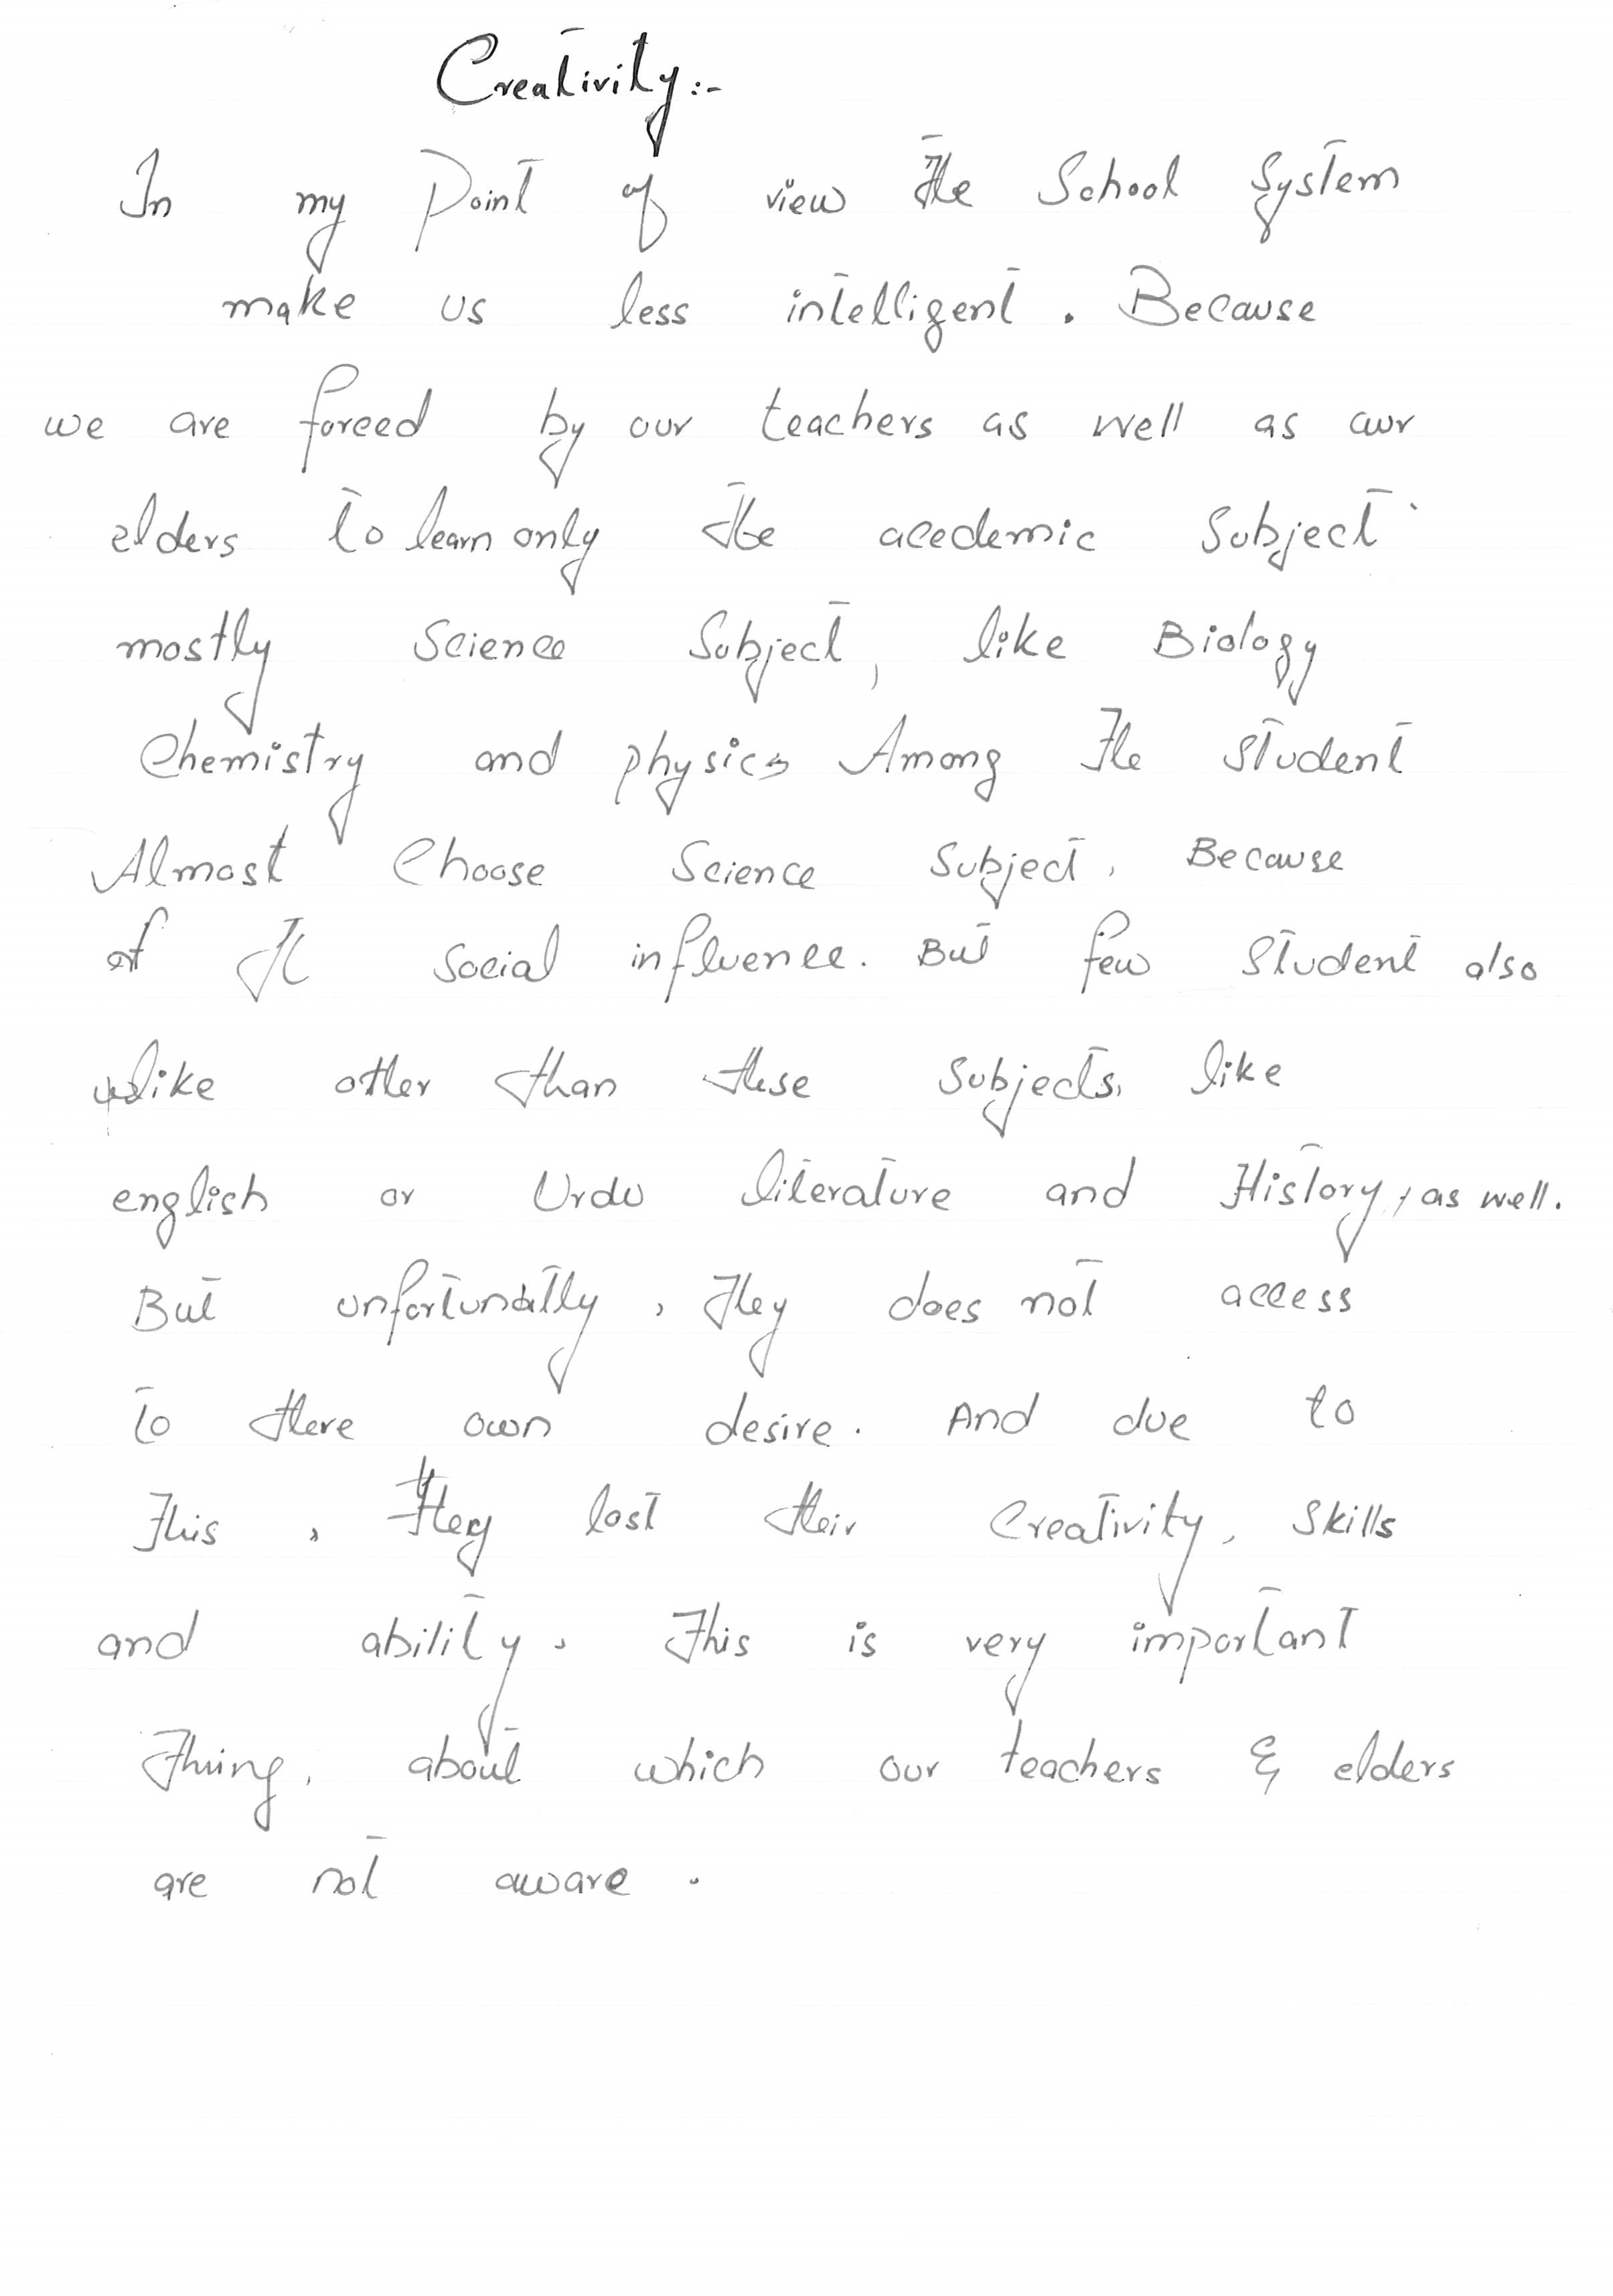 Creativity:-
In my Point of view the School System
make us less intelligent. Because
we are forced by our teachers as well as our
elders to learn only the acedemic Subject
mostly Science Subject, like Biology
Chemistry and physics Among the student
Almost Choose Science Subject, Because
of social influence. But few student also
like other than these subjects, like
english or Urdu literature and History, as well.
But unfortunatlly, they does not access
to there own desire. And due to
this, they lost their Creativity, skills
and ability. This is very important
thing, about which our teachers & elders
are not aware.